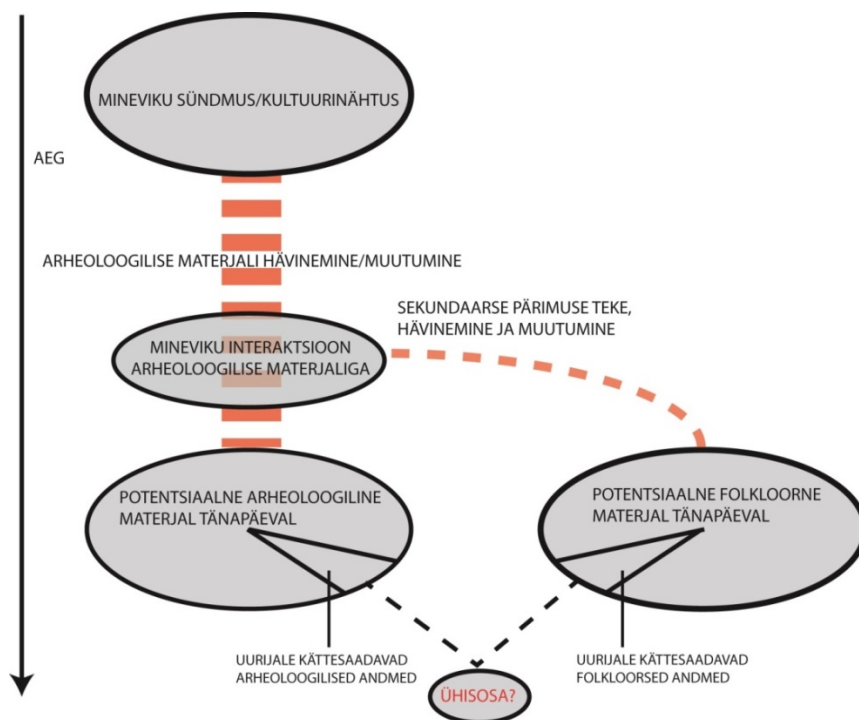 MINEVIKU SÜNDMUS/KULTUURINÄHTUS
AEG
ARHEOLOOGILISE MATERJALI HÄVINEMINE/MUUTUMINE
SEKUNDAARSE PÄRIMUSE TEKE,
HÄVINEMINE JA MUUTUMINE
MINEVIKU INTERAKTSIOON
ARHEOLOOGILISE MATERJALIGA
POTENTSIAALNE ARHEOLOOGILINE
MATERJAL TÄNAPÄEVAL
POTENTSIAALNE FOLKLOORNE
MATERJAL TÄNAPÄEVAL
UURIJALE KÄTTESAADAVAD
ARHEOLOOGILISED ANDMED
UURIJALE KÄTTESAADAVAD
FOLKLOORSED ANDMED
ÜHISOSA?